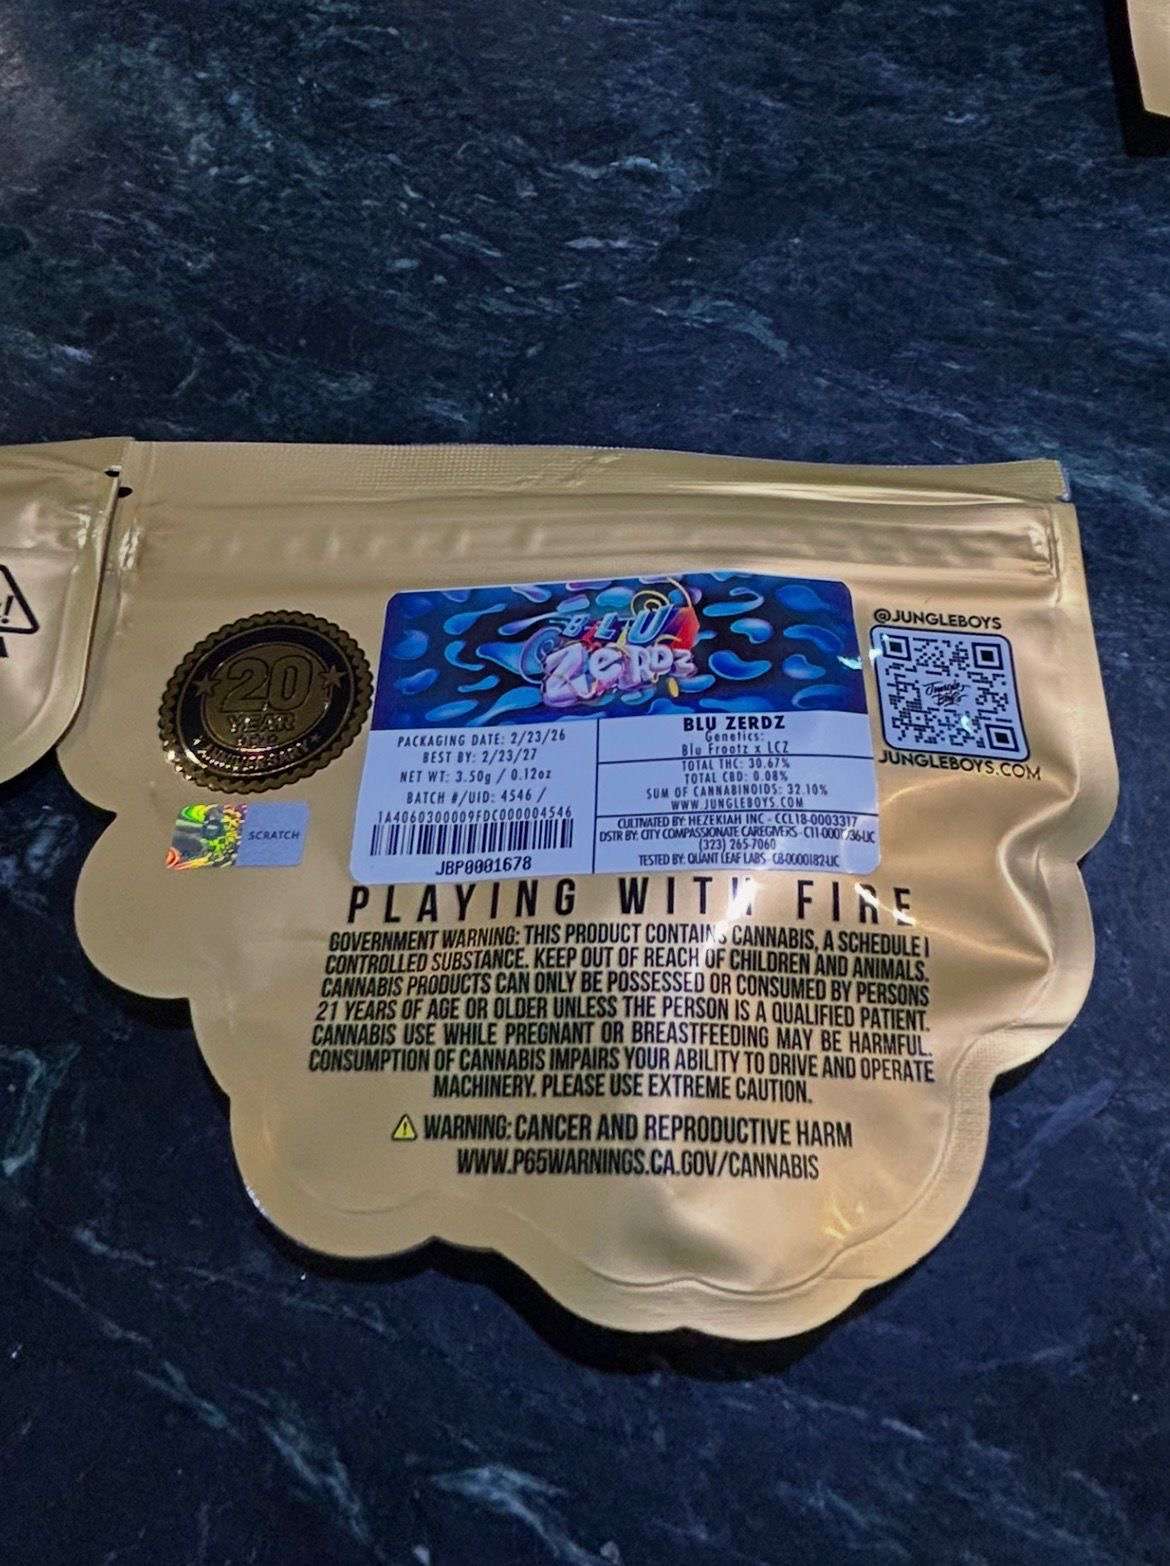 20
YEAR
ANNIVERSARY
SCRATCH
BLU
ZERDZ
PACKAGING DATE: 2/23/26
BEST BY: 2/23/27
NET WT: 3.50g / 0.12oz
BATCH #/UID: 4546 /
1A4060300009FDC000004546
JBP0001678
BLU ZERDZ
Genetics:
Blu Frootz x LCZ
TOTAL THC: 30.67%
TOTAL CBD: 0.08%
SUM OF CANNABINOIDS: 32.10%
WWW.JUNGLEBOYS.COM
CULTIVATED BY: HEZEKIAH INC - CCL18-0003317
DSTR BY: CITY COMPASSIONATE CAREGIVERS
(323) 265-7060
TESTED BY: QUANT LEAF LABS - C8-0000182-LIC
@JUNGLEBOYS
Jungle Boys
JUNGLEBOYS.COM
PLAYING WITH FIRE
GOVERNMENT WARNING: THIS PRODUCT CONTAINS CANNABIS, A SCHEDULE I
CONTROLLED SUBSTANCE. KEEP OUT OF REACH OF CHILDREN AND ANIMALS.
CANNABIS PRODUCTS CAN ONLY BE POSSESSED OR CONSUMED BY PERSONS
21 YEARS OF AGE OR OLDER UNLESS THE PERSON IS A QUALIFIED PATIENT.
CANNABIS USE WHILE PREGNANT OR BREASTFEEDING MAY BE HARMFUL.
CONSUMPTION OF CANNABIS IMPAIRS YOUR ABILITY TO DRIVE AND OPERATE
MACHINERY. PLEASE USE EXTREME CAUTION.
WARNING: CANCER AND REPRODUCTIVE HARM
WWW.P65WARNINGS.CA.GOV/CANNABIS